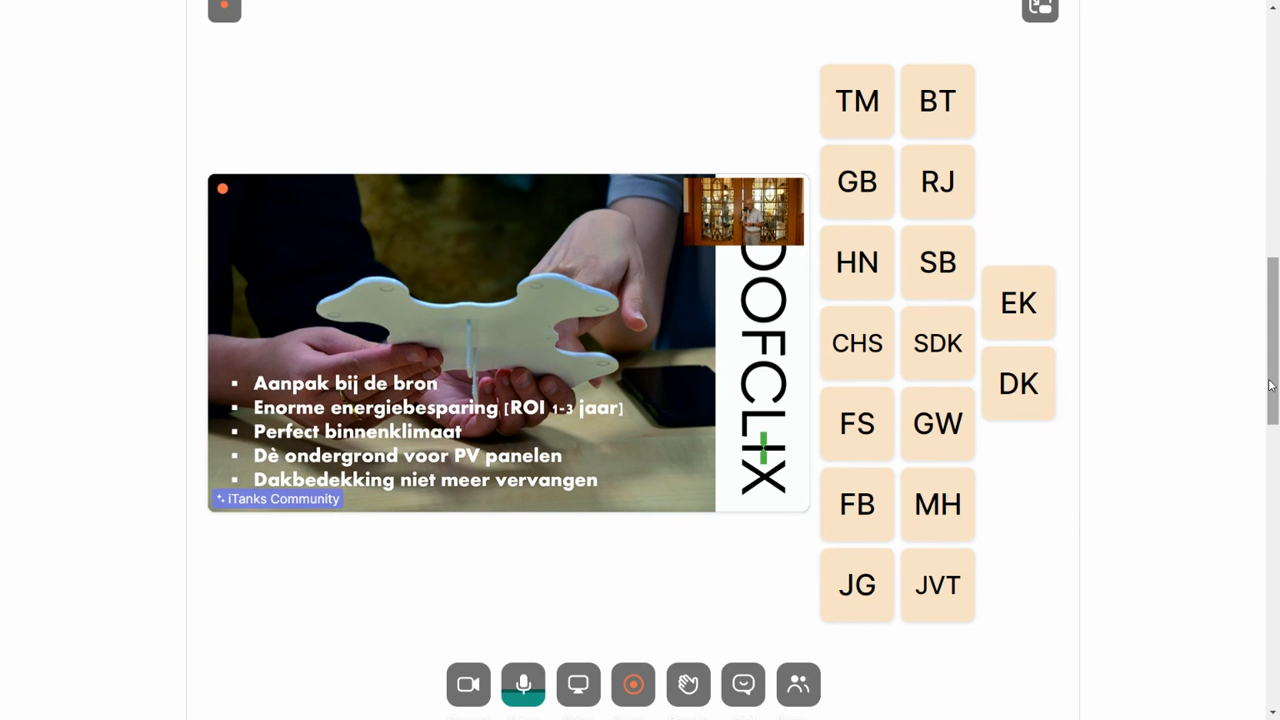 TM
BT
GB
RJ
HN
SB
EK
CHS
SDK
DK
FS
GW
FB
MH
JG
JVT
▪ Aanpak bij de bron
▪ Enorme energiebesparing [ROI 1-3 jaar]
▪ Perfect binnenklimaat
▪ Dè ondergrond voor PV panelen
▪ Dakbedekking niet meer vervangen
iTanks Community
OOFCLIX